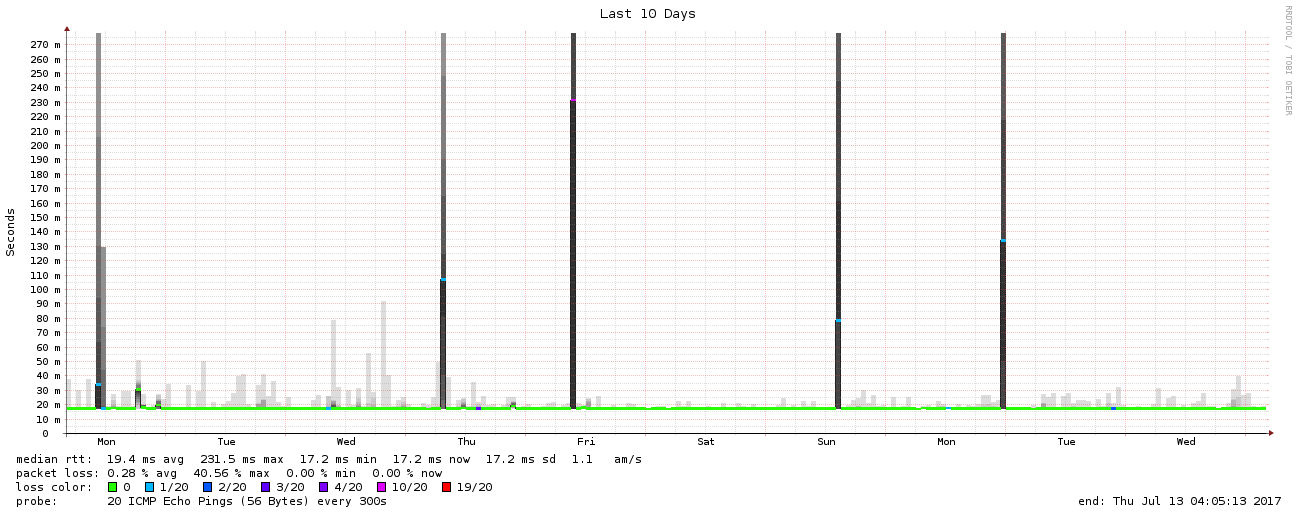 Last 10 Days
RRDTOOL / TOBI OETIKER
Seconds
270 m
260 m
250 m
240 m
230 m
220 m
210 m
200 m
190 m
180 m
170 m
160 m
150 m
140 m
130 m
120 m
110 m
100 m
90 m
80 m
70 m
60 m
50 m
40 m
30 m
20 m
10 m
0
Mon Tue Wed Thu Fri Sat Sun Mon Tue Wed
median rtt: 19.4 ms avg 231.5 ms max 17.2 ms min 17.2 ms now 17.2 ms sd 1.1 am/s
packet loss: 0.28 % avg 40.56 % max 0.00 % min 0.00 % now
loss color: 0 1/20 2/20 3/20 4/20 10/20 19/20
probe: 20 ICMP Echo Pings (56 Bytes) every 300s end: Thu Jul 13 04:05:13 2017